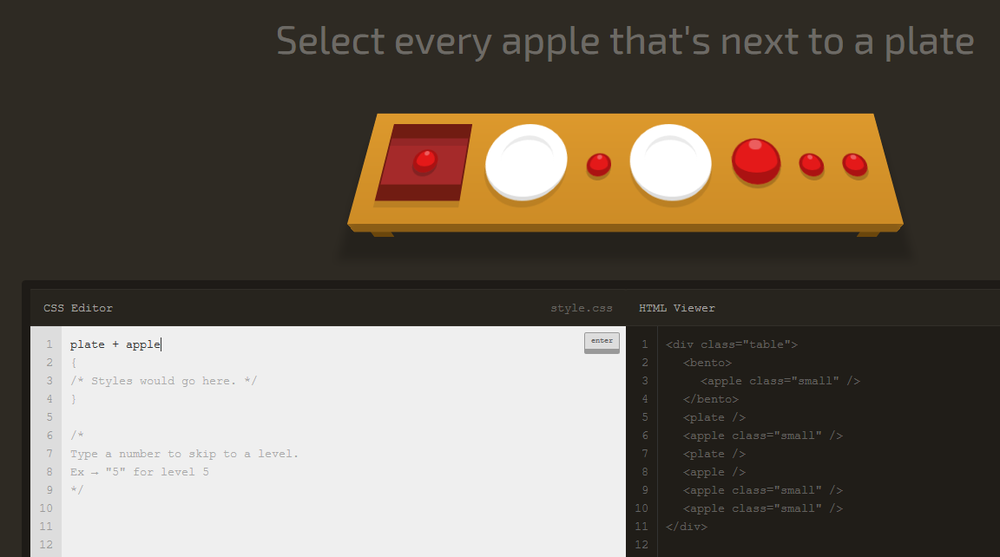 Select every apple that's next to a plate
CSS Editor
style.css
HTML Viewer
enter
1 plate + apple
2 {
3 /* Styles would go here. */
4 }
5
6 /*
7 Type a number to skip to a level.
8 Ex → "5" for level 5
9 */
10
11
12
1 <div class="table">
2 <bento>
3 <apple class="small" />
4 </bento>
5 <plate />
6 <apple class="small" />
7 <plate />
8 <apple />
9 <apple class="small" />
10 <apple class="small" />
11 </div>
12